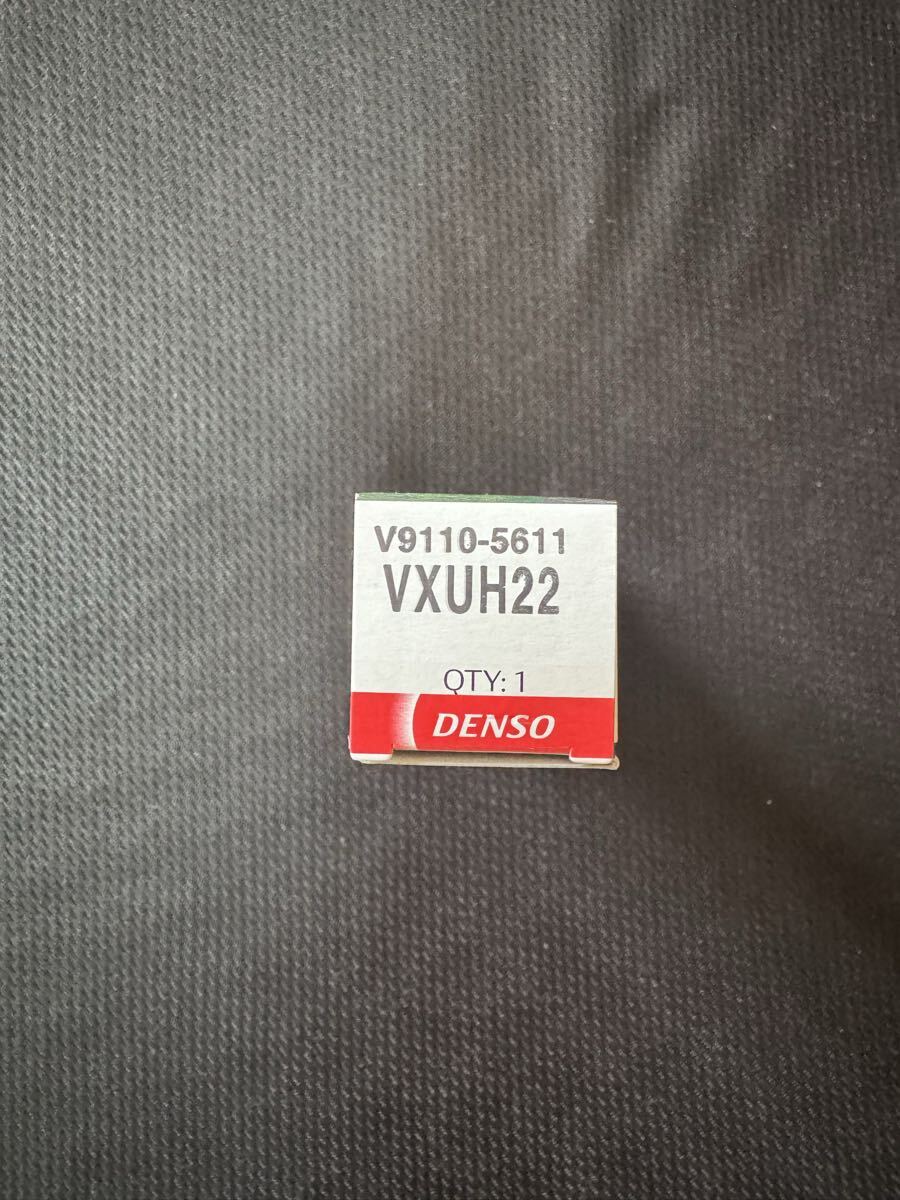 V9110-5611
VXUH22
QTY: 1
DENSO